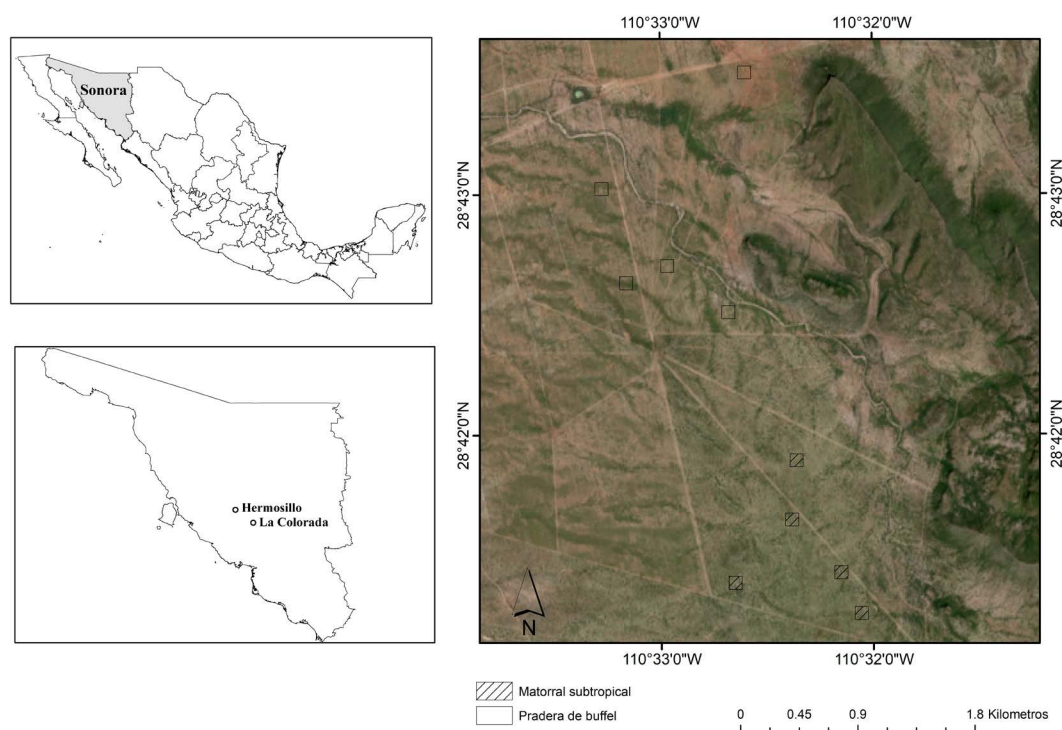 Sonora
Hermosillo
La Colorada
110°33'0"W
110°32'0"W
28°43'0"N
28°43'0"N
28°42'0"N
28°42'0"N
N
110°33'0"W
110°32'0"W
Matorral subtropical
Pradera de buffel
0 0.45 0.9 1.8 Kilometros